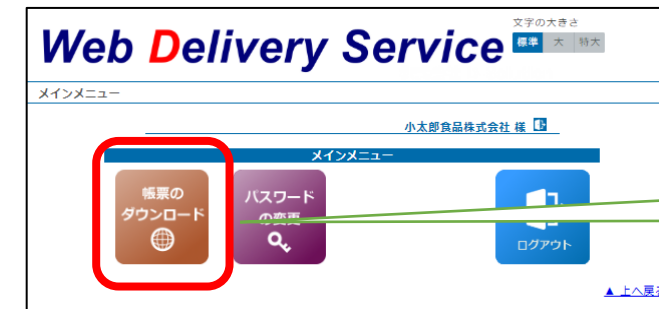 文字の大きさ
Web Delivery Service
標準 大 特大
メインメニュー
小太郎食品株式会社 様
メインメニュー
帳票の
ダウンロード
パスワード
の変更
ログアウト
▲ 上へ戻